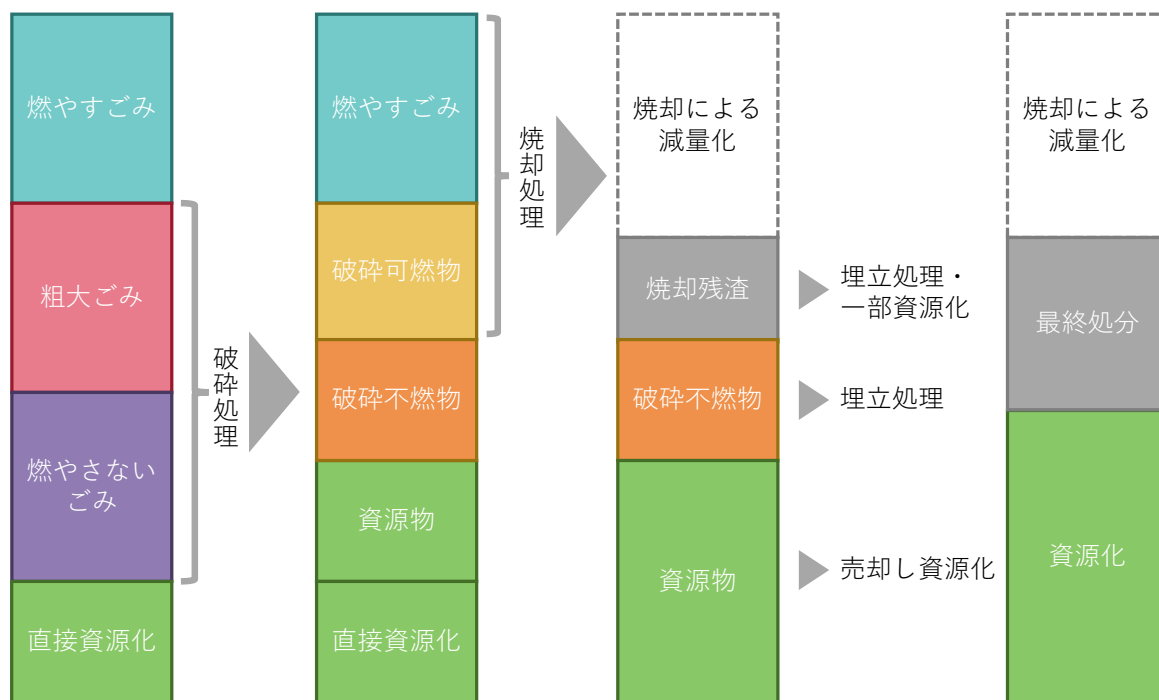 燃やすごみ
粗大ごみ
燃やさない
ごみ
直接資源化
破砕処理
燃やすごみ
破砕可燃物
破砕不燃物
資源物
直接資源化
焼却処理
焼却による
減量化
焼却残渣
破砕不燃物
資源物
埋立処理・
一部資源化
埋立処理
売却し資源化
焼却による
減量化
最終処分
資源化